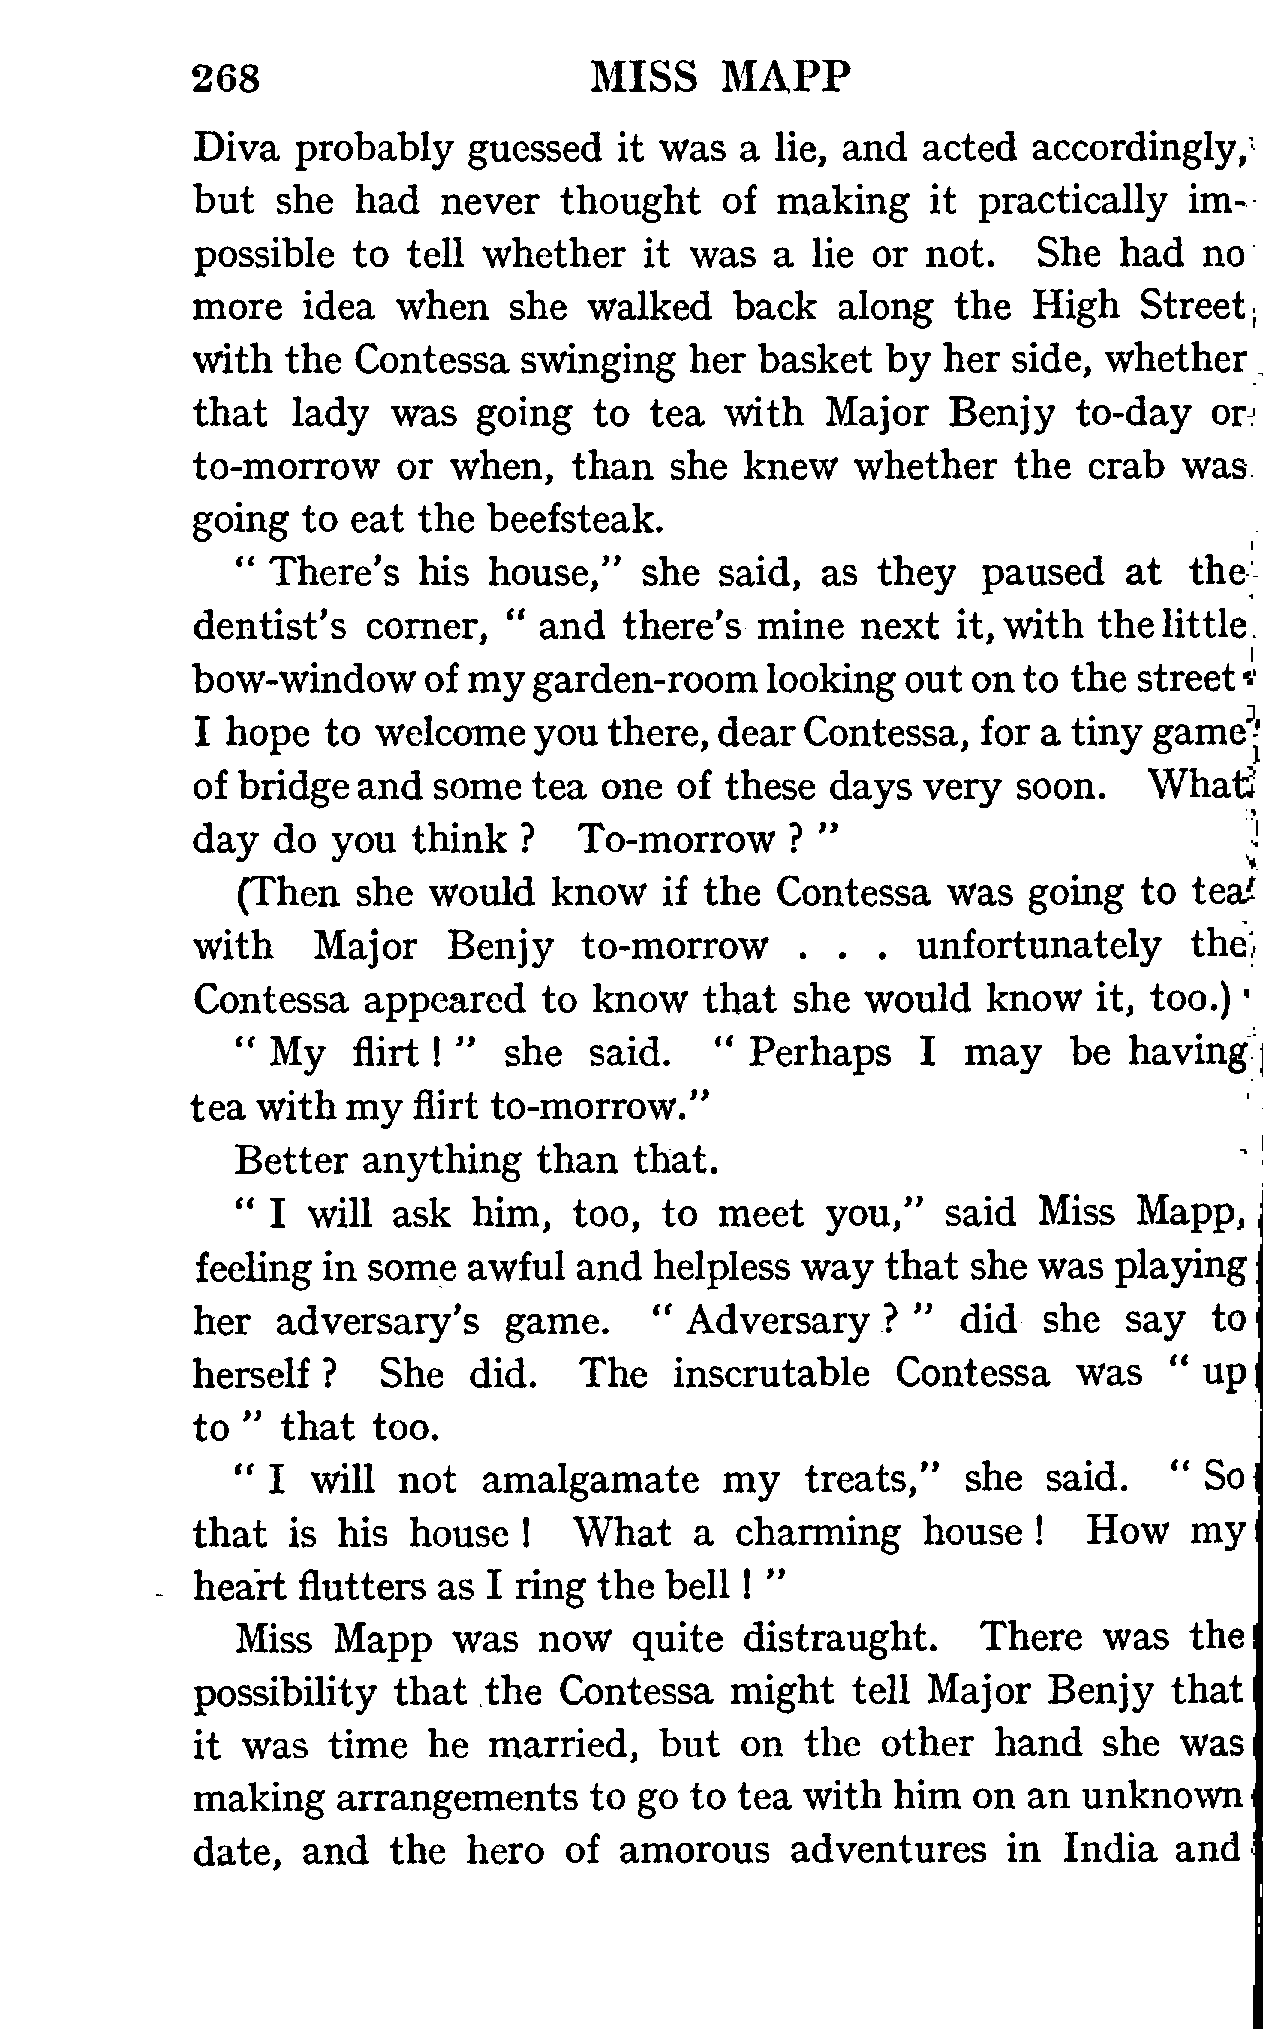 268 MISS MAPP
Diva probably guessed it was a lie, and acted accordingly,
but she had never thought of making it practically im-
possible to tell whether it was a lie or not. She had no
more idea when she walked back along the High Street,
with the Contessa swinging her basket by her side, whether
that lady was going to tea with Major Benjy to-day or
to-morrow or when, than she knew whether the crab was
going to eat the beefsteak.
" There's his house," she said, as they paused at the
dentist's corner, " and there's mine next it, with the little
bow-window of my garden-room looking out on to the street
I hope to welcome you there, dear Contessa, for a tiny game
of bridge and some tea one of these days very soon. What
day do you think ? To-morrow ? "
(Then she would know if the Contessa was going to tea
with Major Benjy to-morrow . . . unfortunately the
Contessa appeared to know that she would know it, too.)
" My flirt ! " she said. " Perhaps I may be having
tea with my flirt to-morrow."
Better anything than that.
" I will ask him, too, to meet you," said Miss Mapp,
feeling in some awful and helpless way that she was playing
her adversary's game. " Adversary ? " did she say to
herself ? She did. The inscrutable Contessa was " up
to " that too.
" I will not amalgamate my treats," she said. " So
that is his house ! What a charming house ! How my
heart flutters as I ring the bell ! "
Miss Mapp was now quite distraught. There was the
possibility that the Contessa might tell Major Benjy that
it was time he married, but on the other hand she was
making arrangements to go to tea with him on an unknown
date, and the hero of amorous adventures in India and